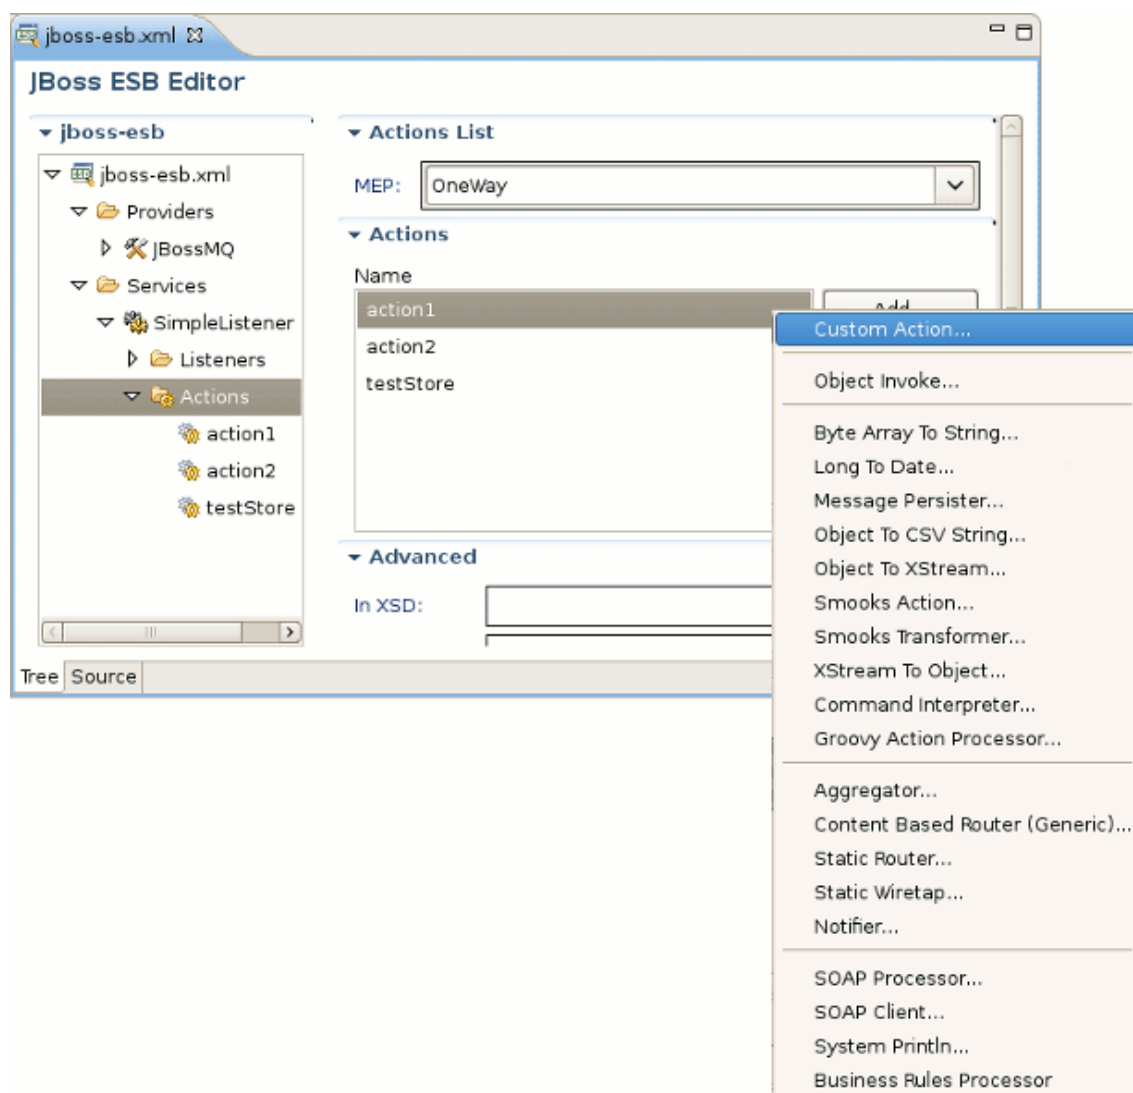 jboss-esb.xml
JBoss ESB Editor
jboss-esb
jboss-esb.xml
Providers
JBossMQ
Services
SimpleListener
Listeners
Actions
action1
action2
testStore
Tree Source
Actions List
MEP: OneWay
Actions
Name
action1
action2
testStore
Add...
Advanced
In XSD:
Custom Action...
Object Invoke...
Byte Array To String...
Long To Date...
Message Persister...
Object To CSV String...
Object To XStream...
Smooks Action...
Smooks Transformer...
XStream To Object...
Command Interpreter...
Groovy Action Processor...
Aggregator...
Content Based Router (Generic)...
Static Router...
Static Wiretap...
Notifier...
SOAP Processor...
SOAP Client...
System Println...
Business Rules Processor